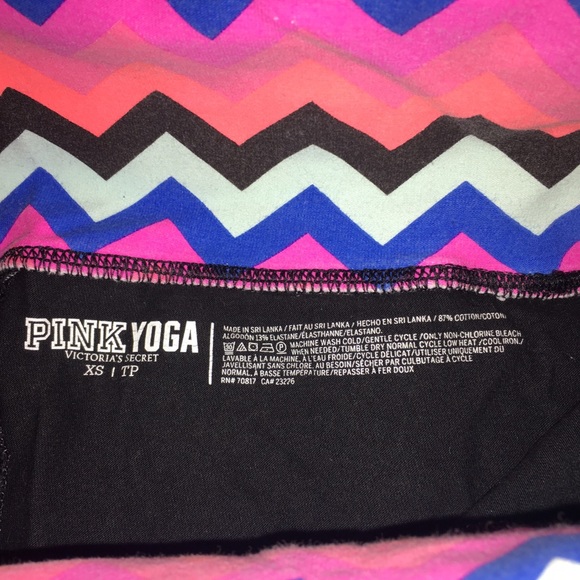 PINK YOGA
VICTORIA'S SECRET
XS | TP
MADE IN SRI LANKA / FAIT AU SRI LANKA / HECHO EN SRI LANKA / 87% COTTON/COTON/
ALGODÓN 13% ELASTANE/ÉLASTHANNE/ELASTANO.
MACHINE WASH COLD/GENTLE CYCLE /ONLY NON-CHLORINE BLEACH
WHEN NEEDED/TUMBLE DRY NORMAL CYCLE LOW HEAT /COOL IRON/
LAVABLE À LA MACHINE, À L'EAU FROIDE/CYCLE DÉLICAT/UTILISER UNIQUEMENT DU
JAVELLISANT SANS CHLORE, AU BESOIN/SÉCHER PAR CULBUTAGE À CYCLE
NORMAL, À BASSE TEMPÉRATURE/REPASSER À FER DOUX
RN# 70817 CA# 23276